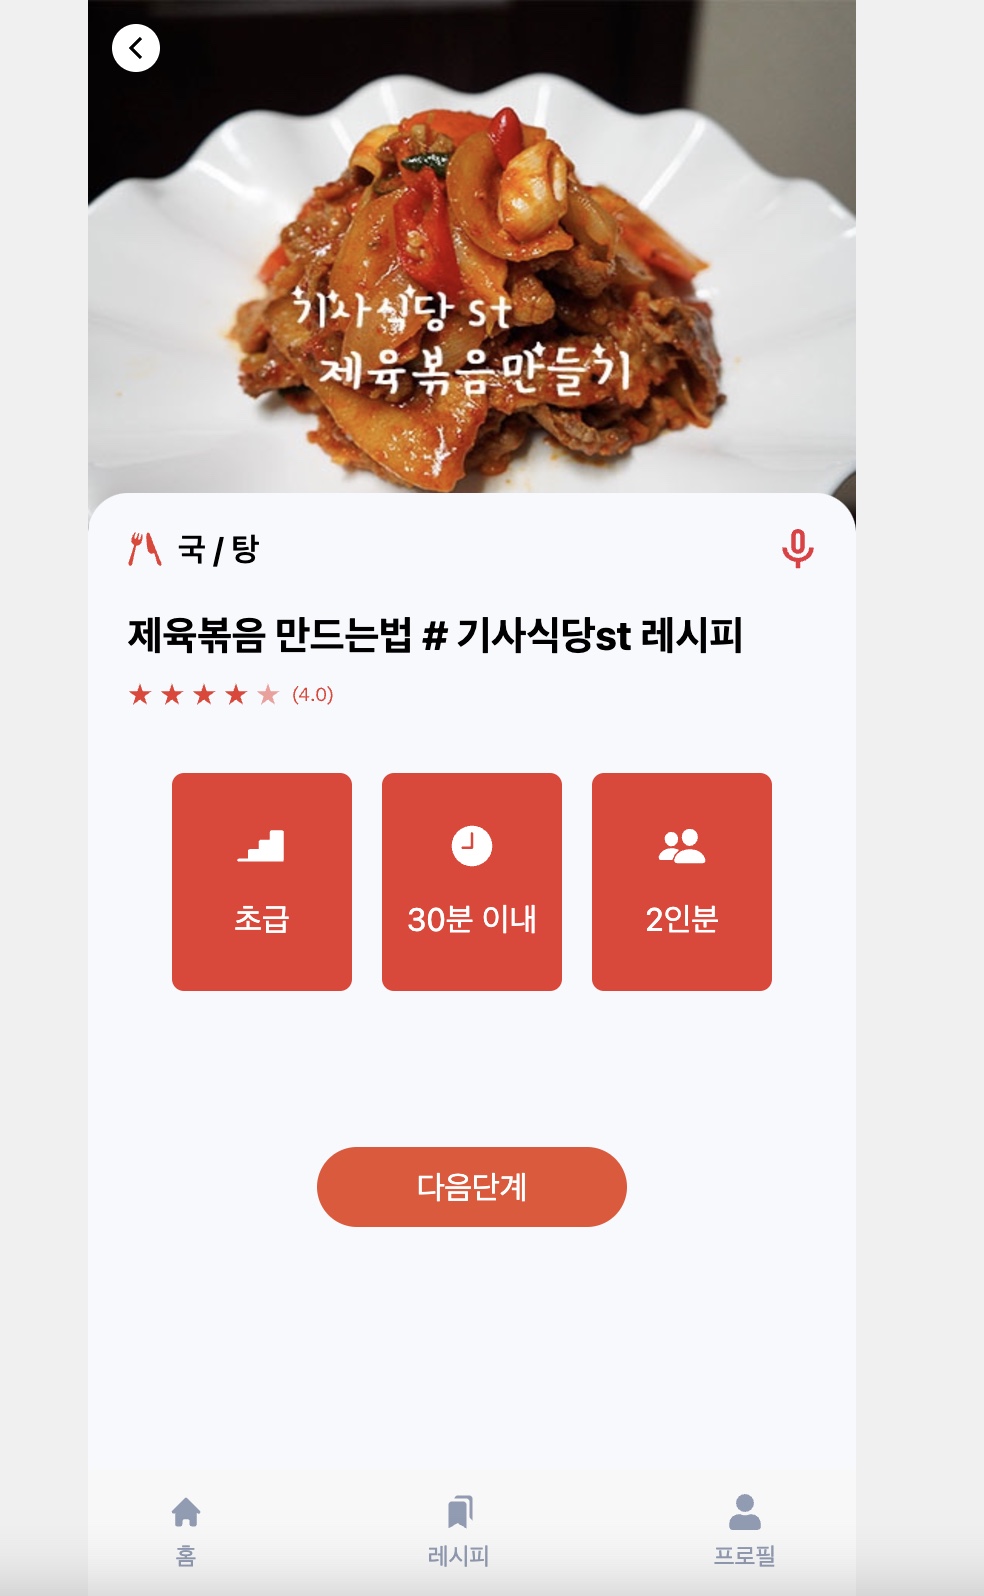 기사식당 st
제육볶음만들기
국 / 탕
제육볶음 만드는법 # 기사식당st 레시피
(4.0)
초급
30분 이내
2인분
다음단계
홈
레시피
프로필